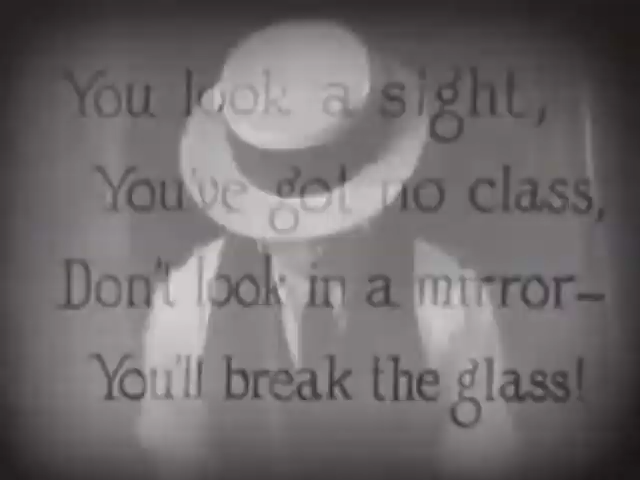 You look a sight,
You've got no class,
Don't look in a mirror–
You'll break the glass!